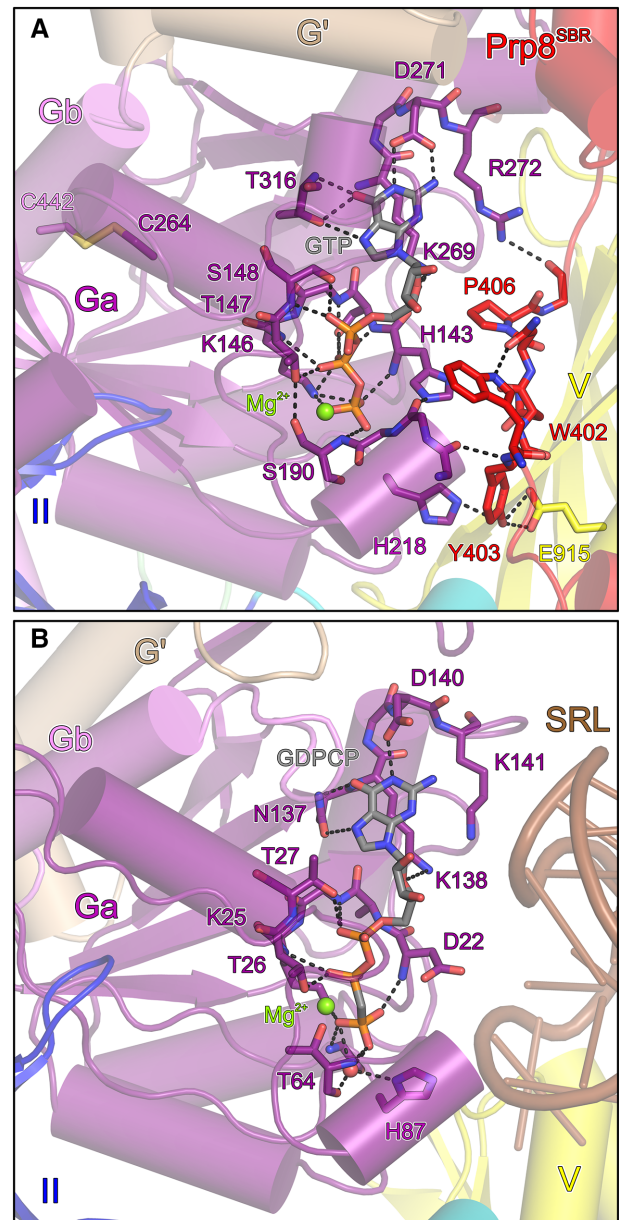 A
G'
Prp8SBR
D271
Gb
T316
R272
C442
C264
GTP
K269
S148
P406
Ga
T147
K146
H143
Mg2+
V
W402
S190
II
H218
Y403
E915
B
G'
D140
Gb
SRL
GDPCP
K141
N137
T27
K138
Ga
K25
D22
T26
Mg2+
T64
H87
V
II